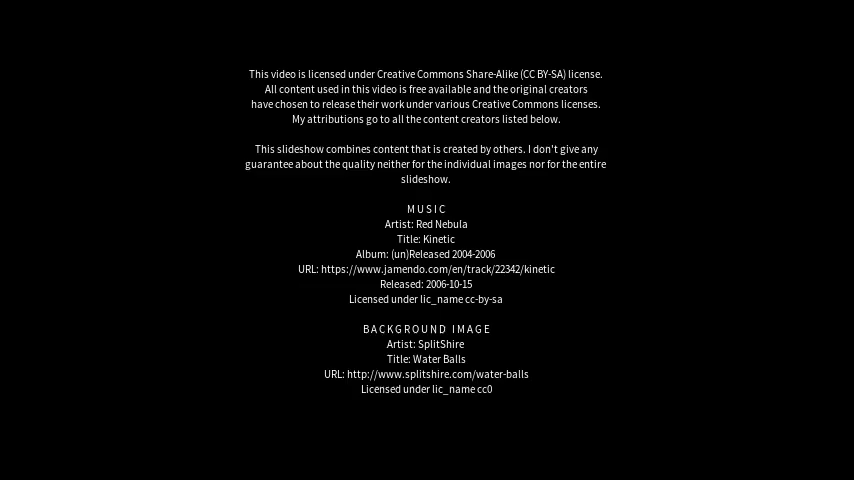 This video is licensed under Creative Commons Share-Alike (CC BY-SA) license.
All content used in this video is free available and the original creators
have chosen to release their work under various Creative Commons licenses.
My attributions go to all the content creators listed below.
This slideshow combines content that is created by others. I don't give any
guarantee about the quality neither for the individual images nor for the entire
slideshow.
MUSIC
Artist: Red Nebula
Title: Kinetic
Album: (un)Released 2004-2006
URL: https://www.jamendo.com/en/track/22342/kinetic
Released: 2006-10-15
Licensed under lic_name cc-by-sa
BACKGROUND IMAGE
Artist: SplitShire
Title: Water Balls
URL: http://www.splitshire.com/water-balls
Licensed under lic_name cc0